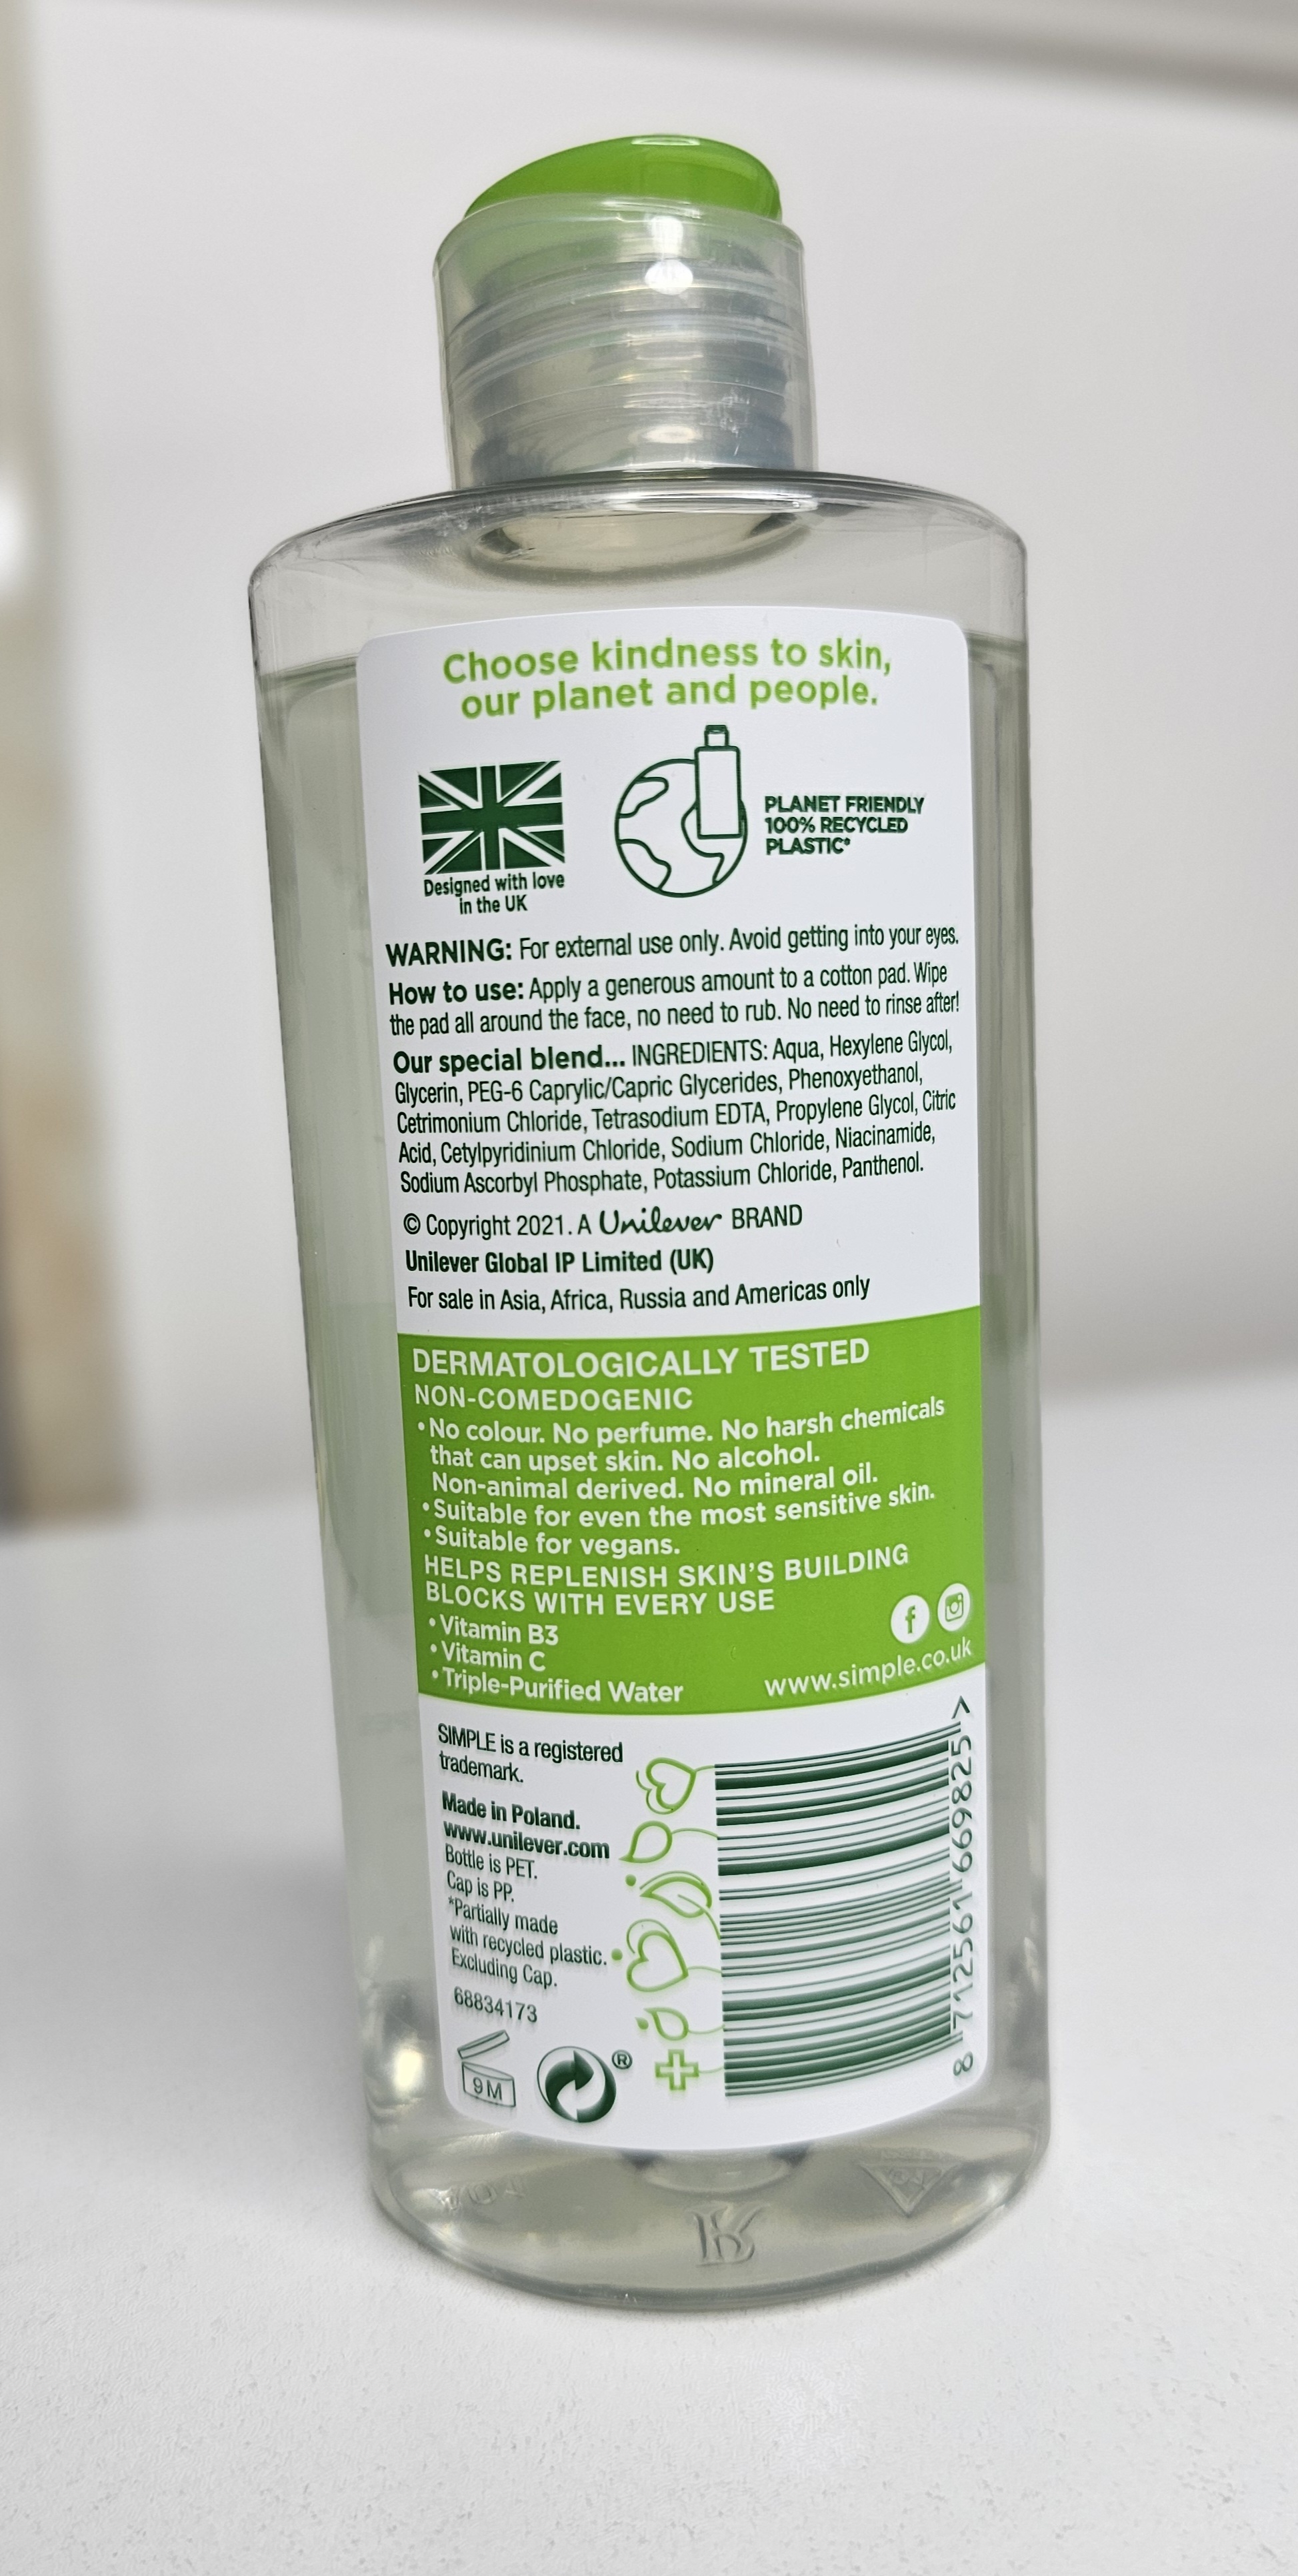 Choose kindness to skin,
our planet and people.
Designed with love
in the UK
PLANET FRIENDLY
100% RECYCLED
PLASTIC*
WARNING: For external use only. Avoid getting into your eyes.
How to use: Apply a generous amount to a cotton pad. Wipe
the pad all around the face, no need to rub. No need to rinse after!
Our special blend... INGREDIENTS: Aqua, Hexylene Glycol,
Glycerin, PEG-6 Caprylic/Capric Glycerides, Phenoxyethanol,
Cetrimonium Chloride, Tetrasodium EDTA, Propylene Glycol, Citric
Acid, Cetylpyridinium Chloride, Sodium Chloride, Niacinamide,
Sodium Ascorbyl Phosphate, Potassium Chloride, Panthenol.
© Copyright 2021. A Unilever BRAND
Unilever Global IP Limited (UK)
For sale in Asia, Africa, Russia and Americas only
DERMATOLOGICALLY TESTED
NON-COMEDOGENIC
• No colour. No perfume. No harsh chemicals
that can upset skin. No alcohol.
Non-animal derived. No mineral oil.
• Suitable for even the most sensitive skin.
• Suitable for vegans.
HELPS REPLENISH SKIN'S BUILDING
BLOCKS WITH EVERY USE
• Vitamin B3
• Vitamin C
• Triple-Purified Water
www.simple.co.uk
SIMPLE is a registered
trademark.
Made in Poland.
www.unilever.com
Bottle is PET.
Cap is PP.
*Partially made
with recycled plastic.
Excluding Cap.
68834173
9M
®
8 712561 669825 >